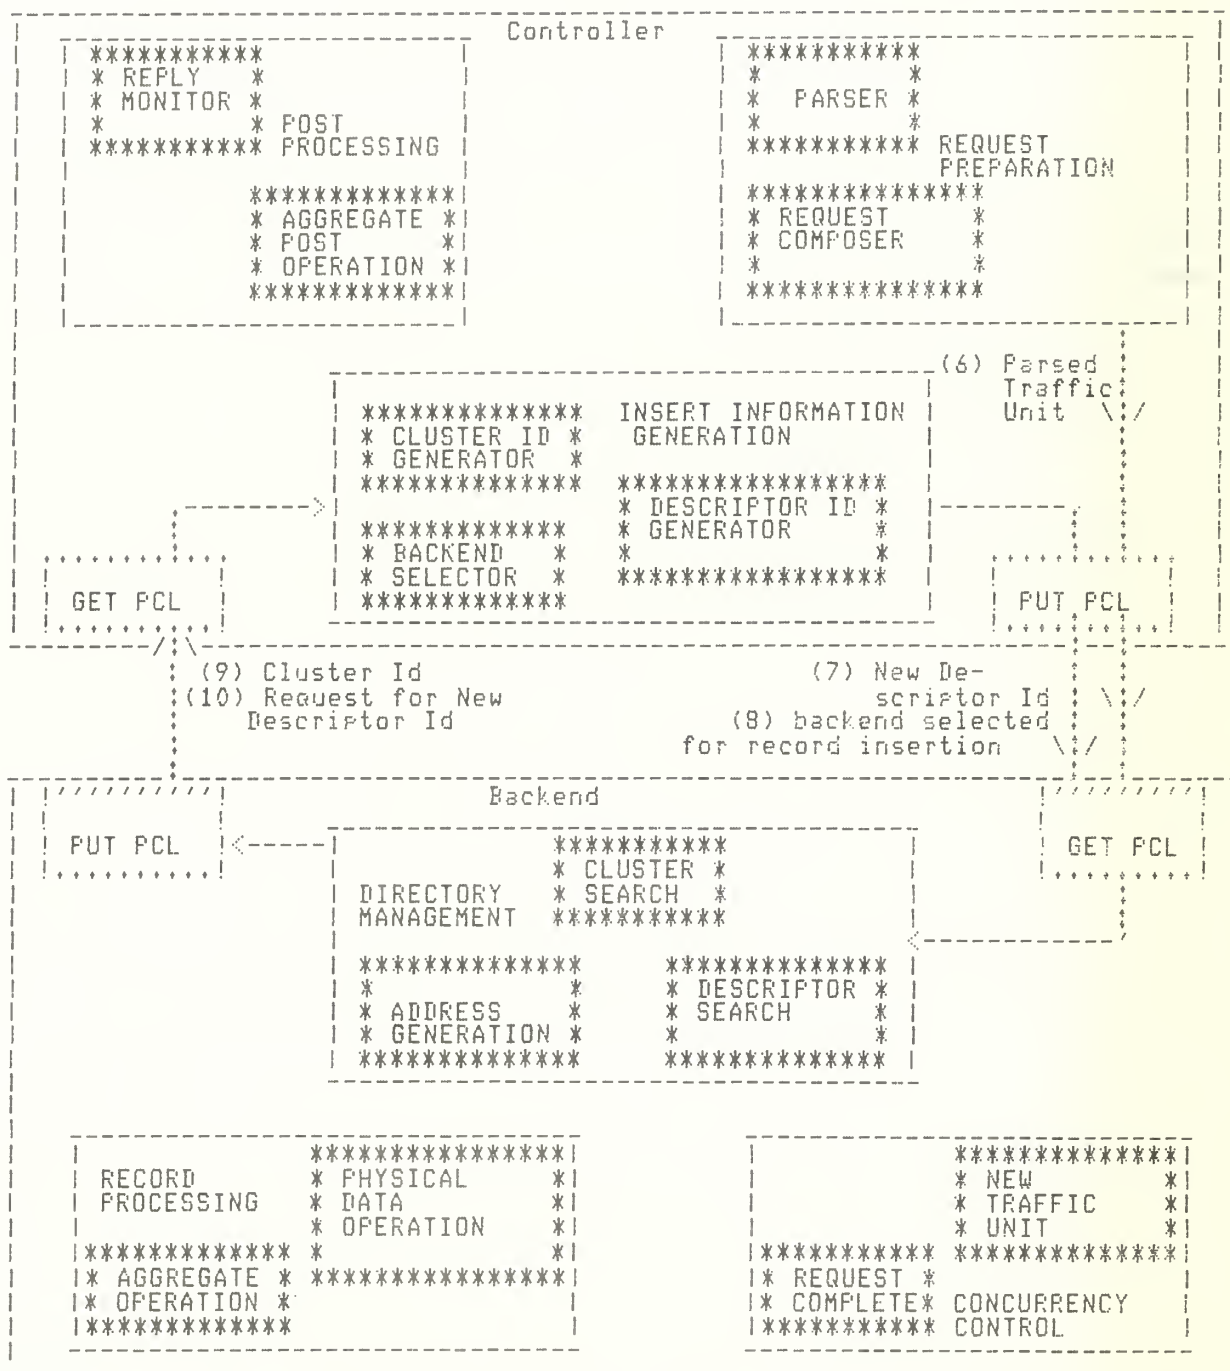 Controller
REPLY
MONITOR
POST
PROCESSING
AGGREGATE
POST
OPERATION
PARSER
REQUEST
PREPARATION
REQUEST
COMPOSER
(6) Parsed
Traffic
Unit
INSERT INFORMATION
GENERATION
CLUSTER ID
GENERATOR
DESCRIPTOR ID
GENERATOR
BACKEND
SELECTOR
GET PCL
PUT PCL
(9) Cluster Id
(10) Request for New
Descriptor Id
(7) New De-
scriptor Id
(8) backend selected
for record insertion
Backend
PUT PCL
GET PCL
CLUSTER
SEARCH
DIRECTORY
MANAGEMENT
ADDRESS
GENERATION
DESCRIPTOR
SEARCH
RECORD
PROCESSING
PHYSICAL
DATA
OPERATION
AGGREGATE
OPERATION
NEW
TRAFFIC
UNIT
REQUEST
COMPLETE
CONCURRENCY
CONTROL